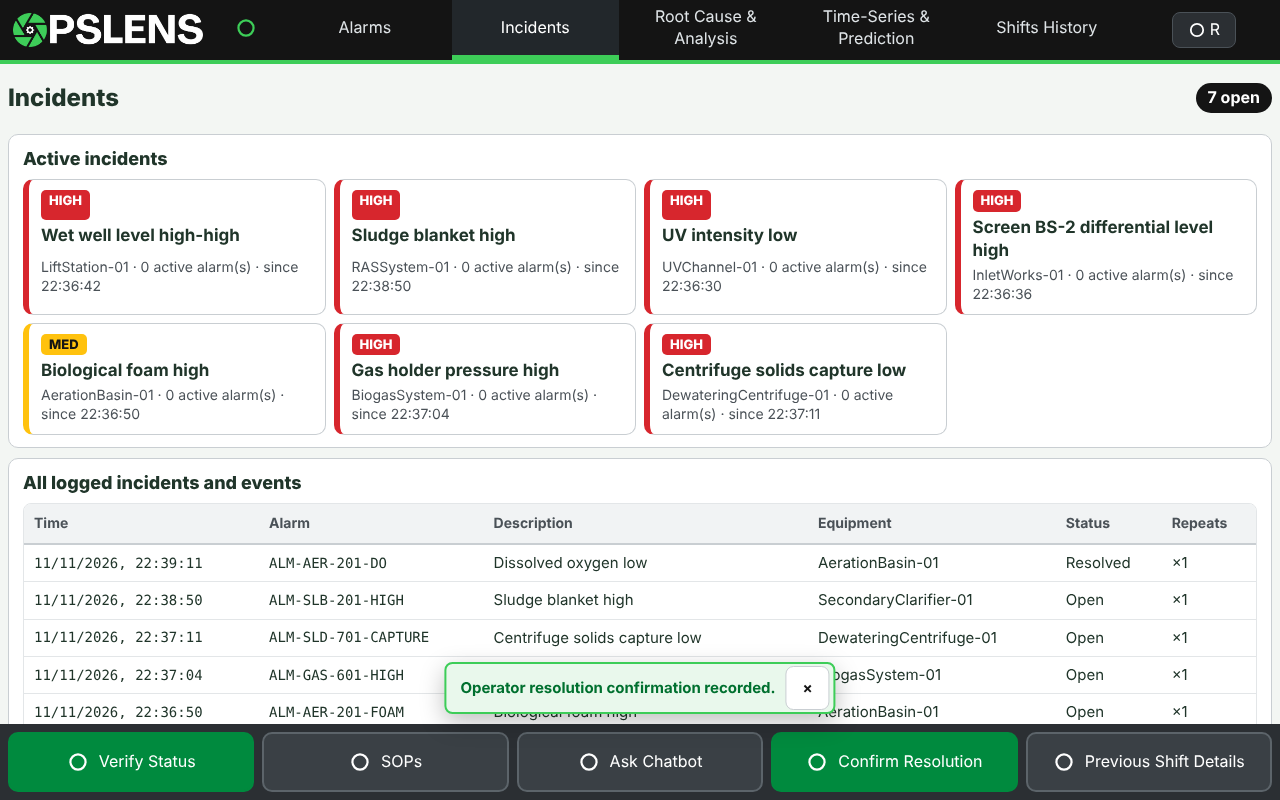 PSLENS
Alarms
Incidents
Root Cause &
Analysis
Time-Series &
Prediction
Shifts History
R
Incidents
7 open
Active incidents
HIGH
Wet well level high-high
LiftStation-01 · 0 active alarm(s) · since
22:36:42
HIGH
Sludge blanket high
RASSystem-01 · 0 active alarm(s) · since
22:38:50
HIGH
UV intensity low
UVChannel-01 · 0 active alarm(s) · since
22:36:30
HIGH
Screen BS-2 differential level
high
InletWorks-01 · 0 active alarm(s) · since
22:36:36
MED
Biological foam high
AerationBasin-01 · 0 active alarm(s) ·
since 22:36:50
HIGH
Gas holder pressure high
BiogasSystem-01 · 0 active alarm(s) ·
since 22:37:04
HIGH
Centrifuge solids capture low
DewateringCentrifuge-01 · 0 active
alarm(s) · since 22:37:11
All logged incidents and events
Time Alarm Description Equipment Status Repeats
11/11/2026, 22:39:11 ALM-AER-201-DO Dissolved oxygen low AerationBasin-01 Resolved ×1
11/11/2026, 22:38:50 ALM-SLB-201-HIGH Sludge blanket high SecondaryClarifier-01 Open ×1
11/11/2026, 22:37:11 ALM-SLD-701-CAPTURE Centrifuge solids capture low DewateringCentrifuge-01 Open ×1
11/11/2026, 22:37:04 ALM-GAS-601-HIGH ogasSystem-01 Open ×1
Operator resolution confirmation recorded. ×
11/11/2026, 22:36:50 ALM-AER-201-FOAM Biological foam high AerationBasin-01 Open ×1
Verify Status
SOPs
Ask Chatbot
Confirm Resolution
Previous Shift Details